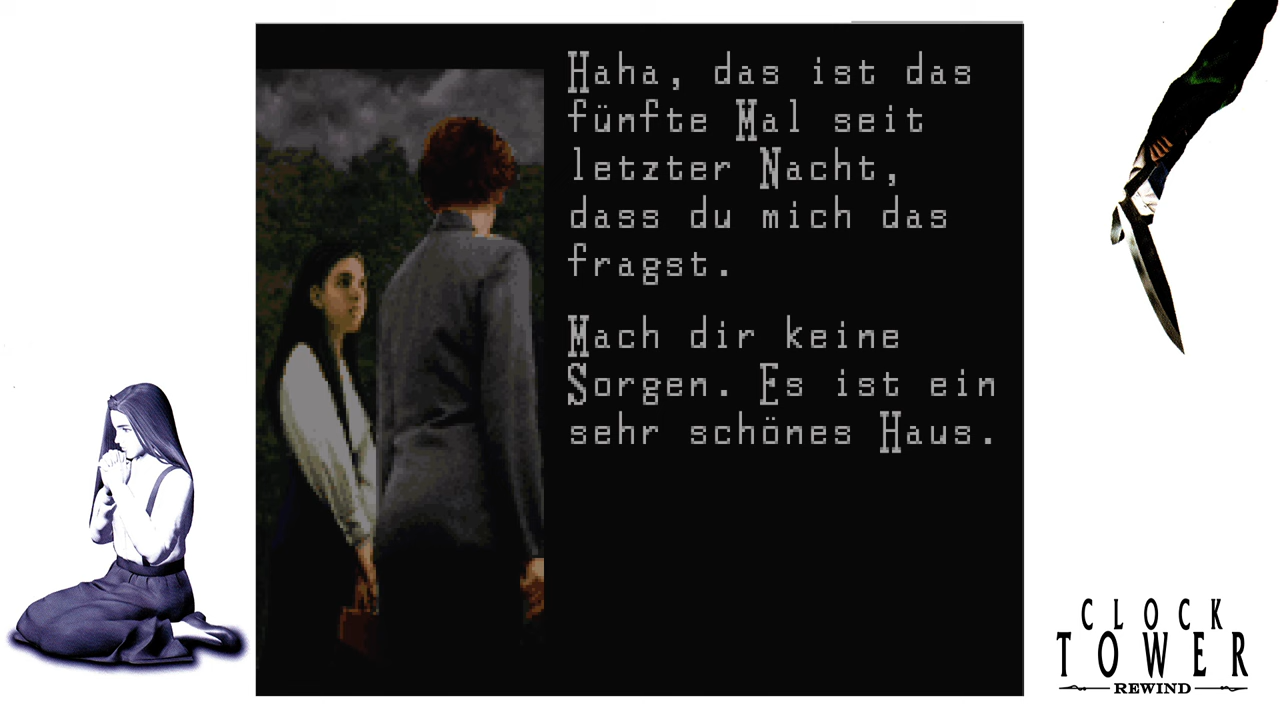 Haha, das ist das
fünfte Mal seit
letzter Nacht,
dass du mich das
fragst.
Mach dir keine
Sorgen. Es ist ein
sehr schönes Haus.
CLOCK
TOWER
REWIND